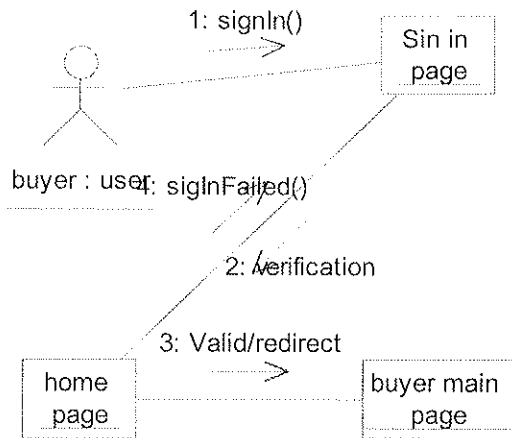 1: signIn()
Sin in
page
buyer : user
4: sigInFailed()
2: verification
3: Valid/redirect
home
page
buyer main
page